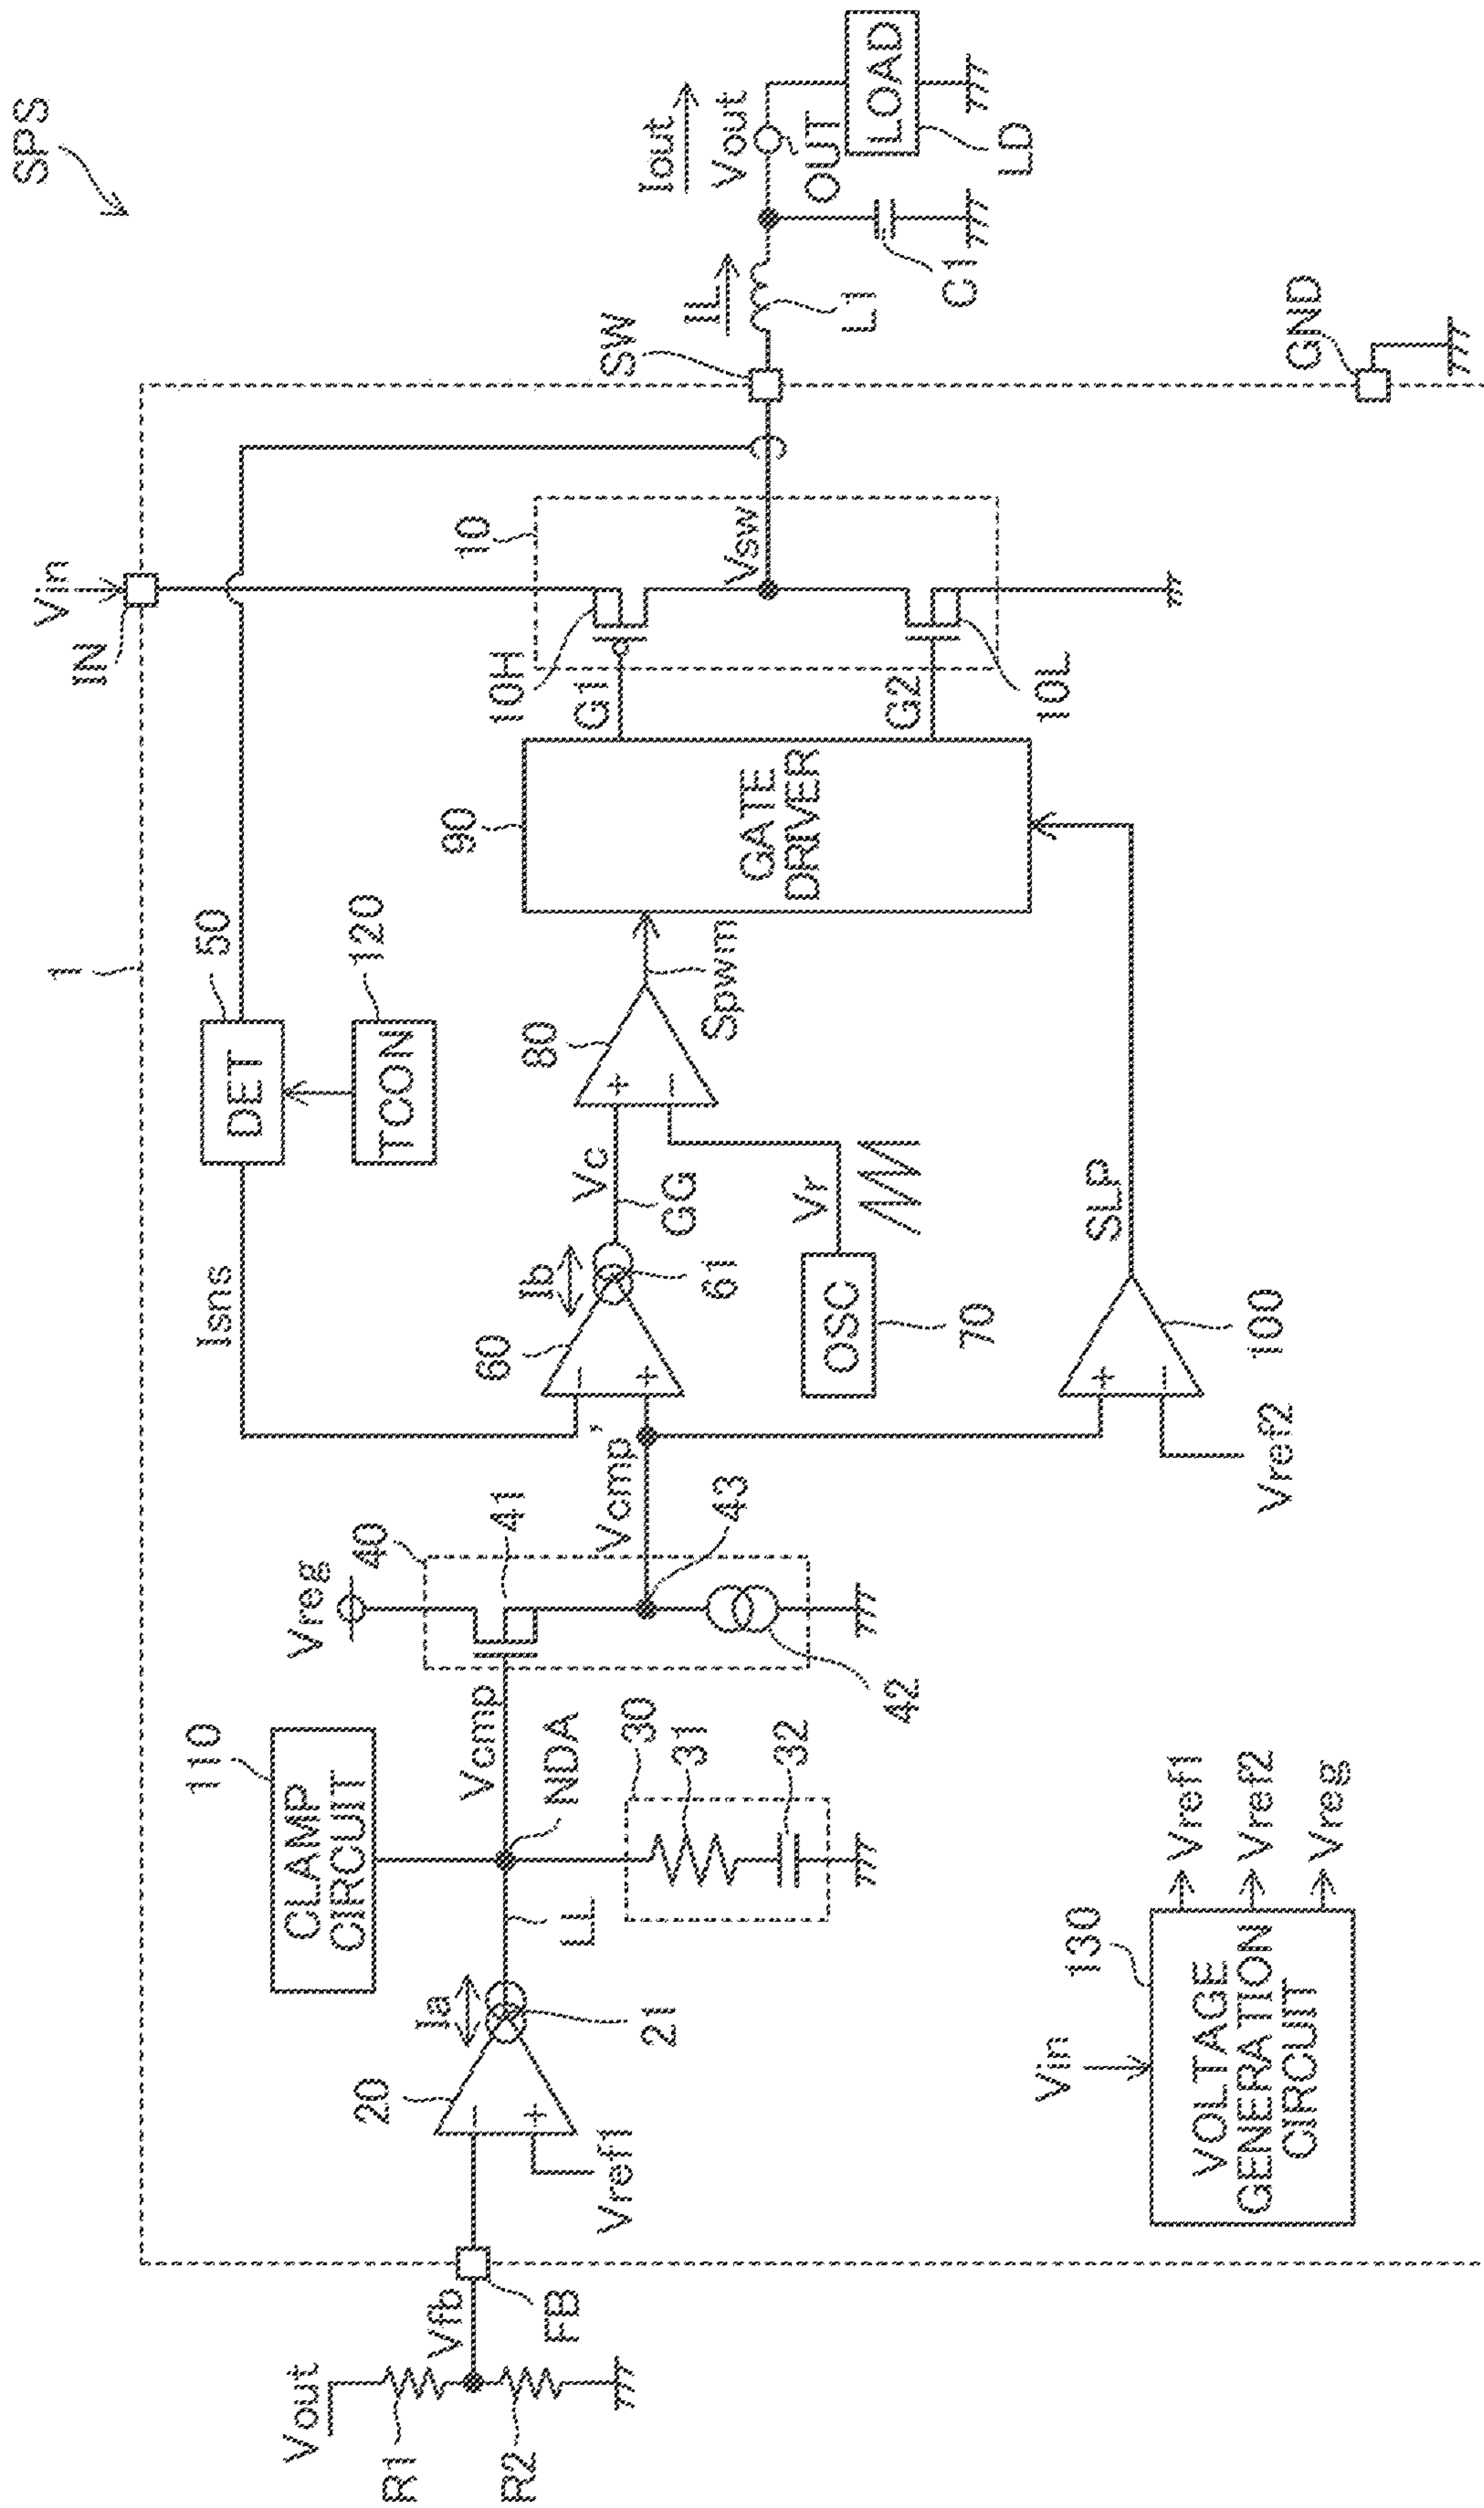 SPS
Vin
IN
1
50
DET
120
TCON
Isns
10
10H
G1
G2
10L
Vsw
SW
IL
L1
C1
Iout
Vout
OUT
LOAD
LD
GND
90
GATE
DRIVER
80
+
−
Spwm
Vc
GG
Ib
60
−
+
61
Vr
OSC
70
SLP
100
+
−
Vref2
Vcmp'
43
Vreg
40
41
42
110
CLAMP
CIRCUIT
Vcmp
NDA
30
31
32
LL
Ia
20
−
+
21
Vref1
Vfb
FB
Vout
R1
R2
Vin
130
VOLTAGE
GENERATION
CIRCUIT
Vref1
Vref2
Vreg